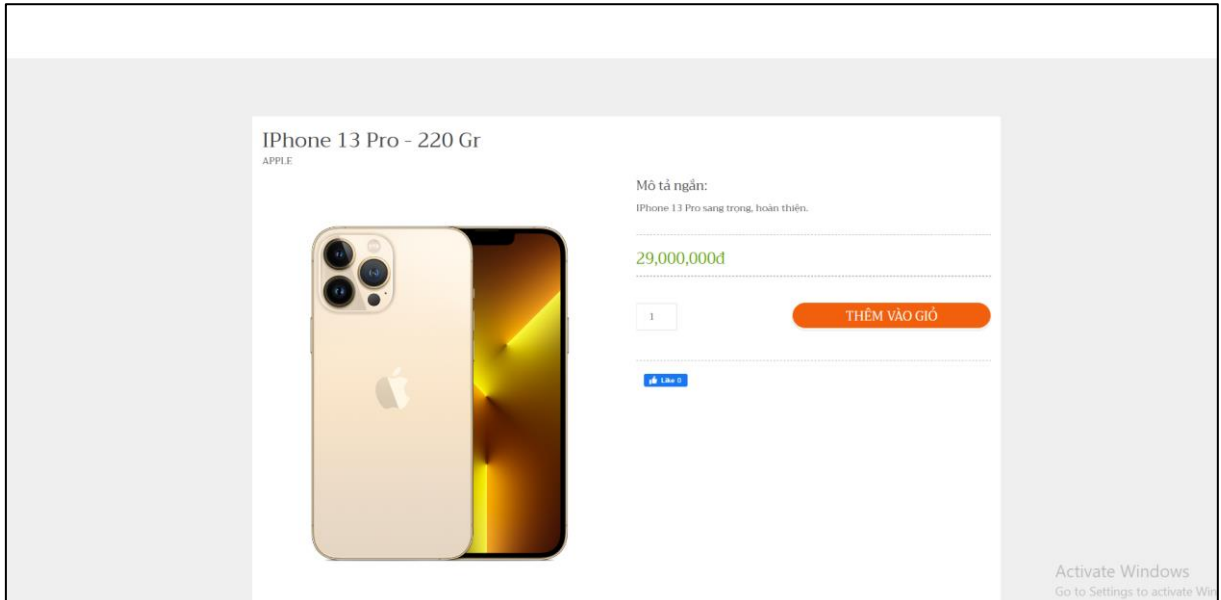 IPhone 13 Pro - 220 Gr
APPLE
Mô tả ngắn:
IPhone 13 Pro sang trọng, hoàn thiện.
29,000,000đ
1
THÊM VÀO GIỎ
Like 0
Activate Windows
Go to Settings to activate Win